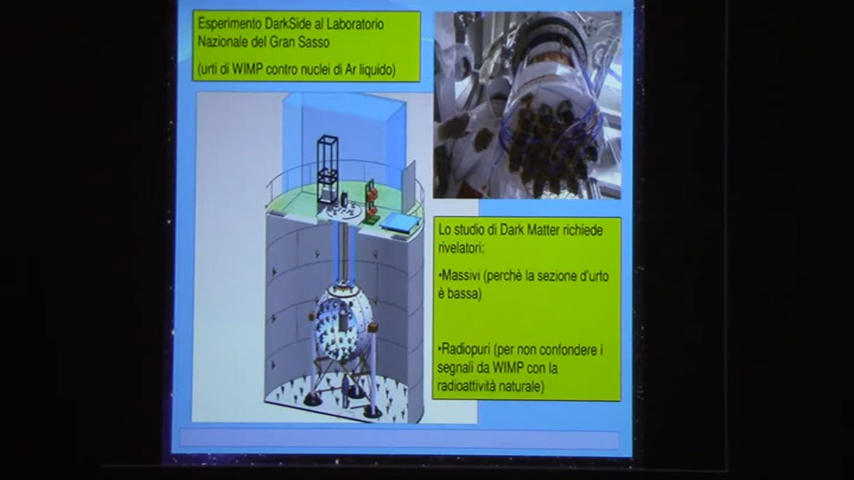 Esperimento DarkSide al Laboratorio
Nazionale del Gran Sasso
(urti di WIMP contro nuclei di Ar liquido)
Lo studio di Dark Matter richiede
rivelatori:
•Massivi (perchè la sezione d'urto
è bassa)
•Radiopuri (per non confondere i
segnali da WIMP con la
radioattività naturale)